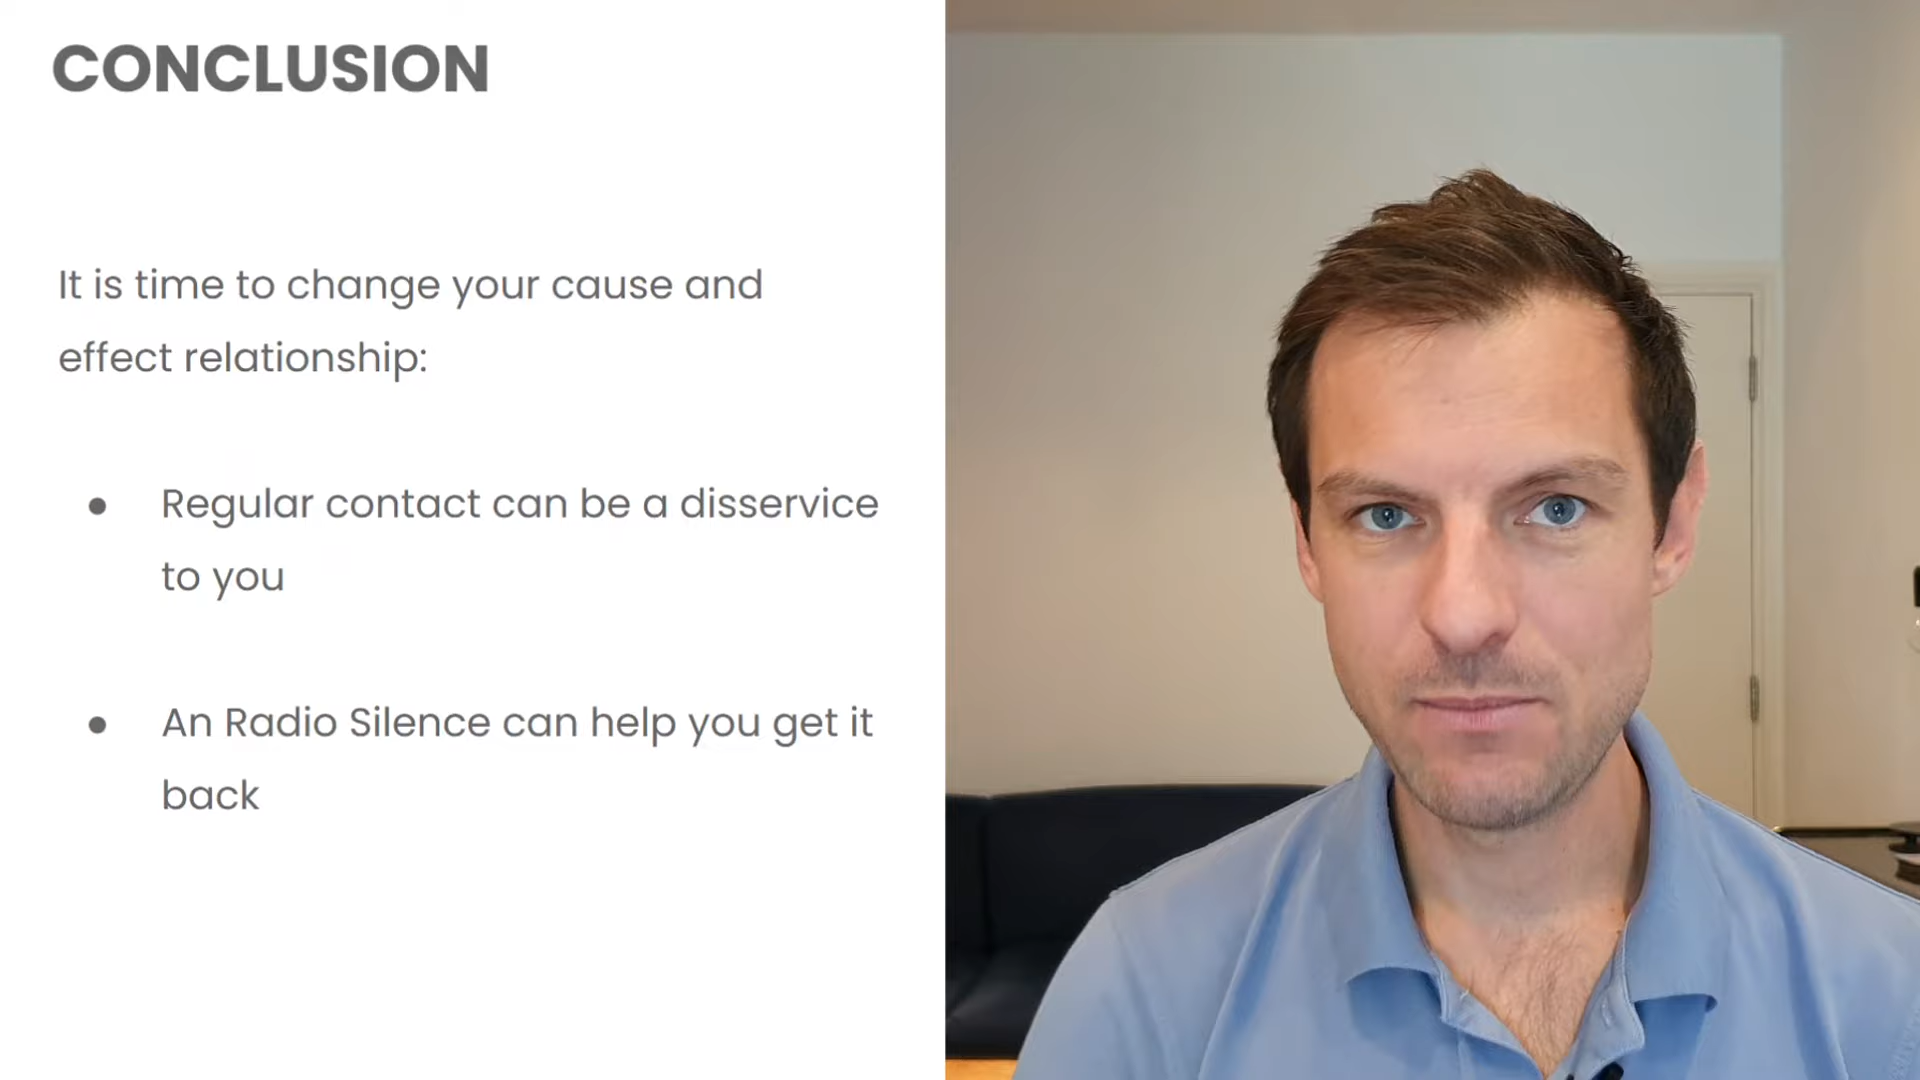 CONCLUSION
It is time to change your cause and
effect relationship:
● Regular contact can be a disservice
to you
● An Radio Silence can help you get it
back